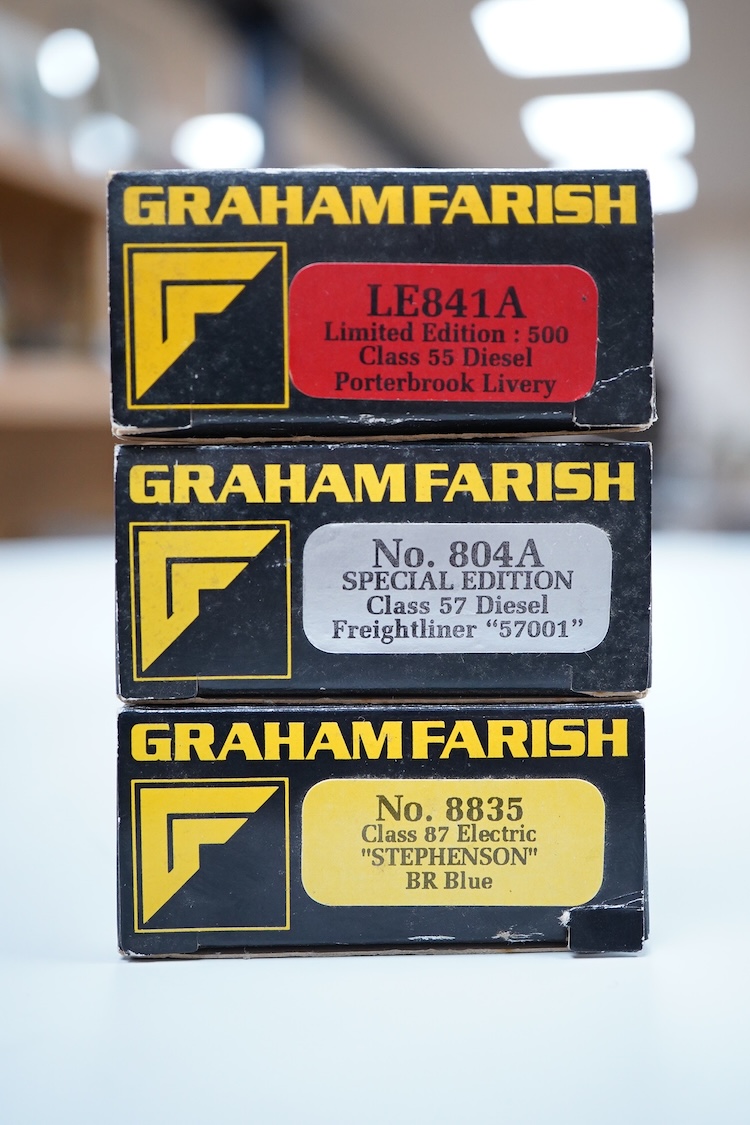 GRAHAM FARISH
LE841A
Limited Edition : 500
Class 55 Diesel
Porterbrook Livery
GRAHAM FARISH
No. 804A
SPECIAL EDITION
Class 57 Diesel
Freightliner “57001”
GRAHAM FARISH
No. 8835
Class 87 Electric
"STEPHENSON"
BR Blue